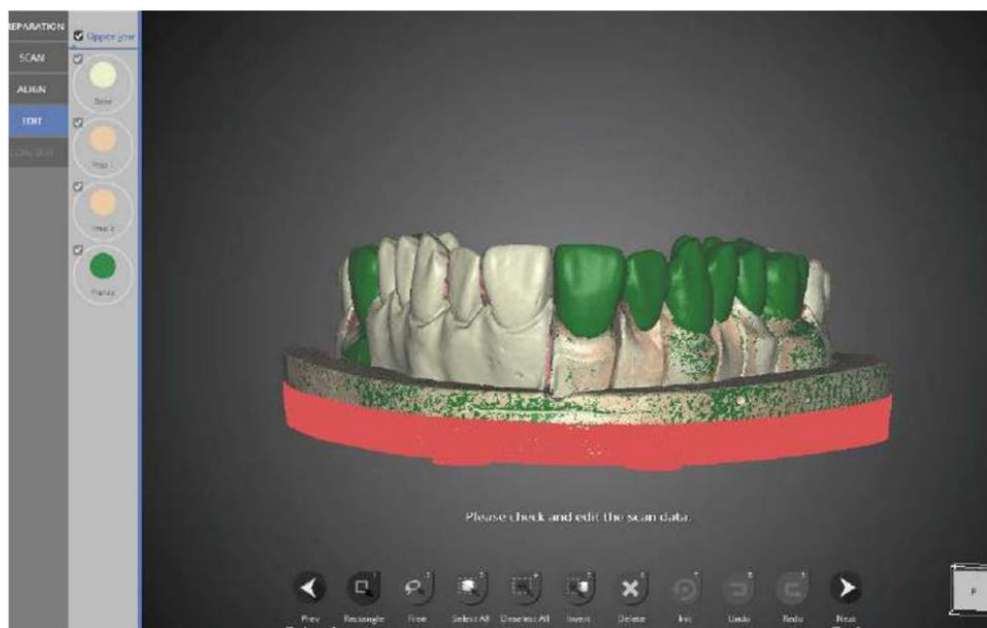 REPARATION
Upper jaw
SCAN
ALIGN
Base
EDIT
Prep 1
Prep 2
Please check and edit the scan data.
Prev
Rectangle
Free
Select All
Deselect All
Invert
Delete
Init
Undo
Redo
Next
F